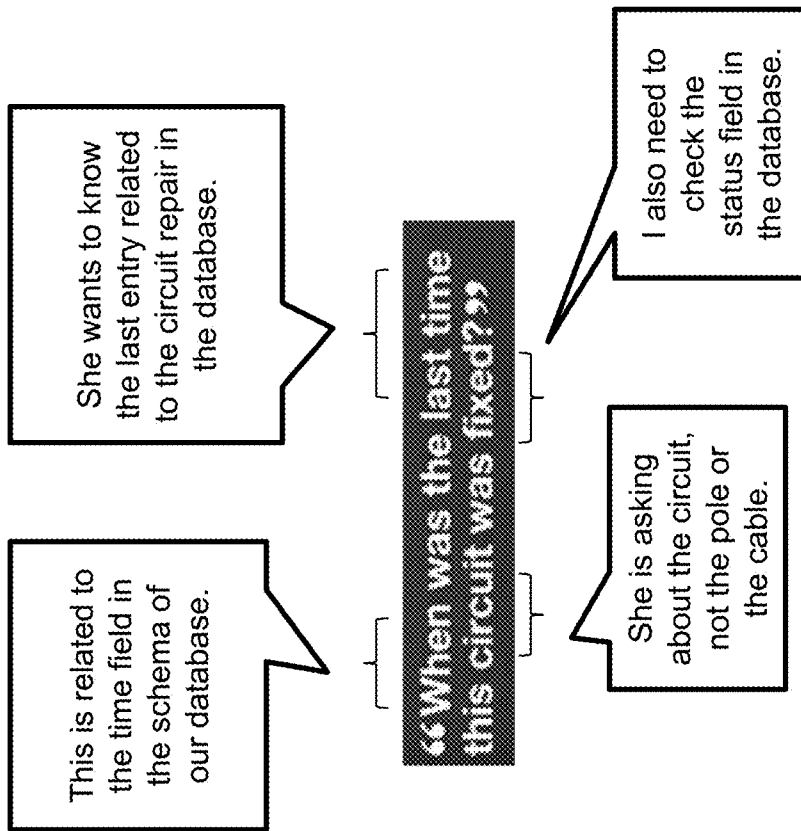 This is related to
the time field in
the schema of
our database.
She wants to know
the last entry related
to the circuit repair in
the database.
“When was the last time
this circuit was fixed?”
She is asking
about the circuit,
not the pole or
the cable.
I also need to
check the
status field in
the database.